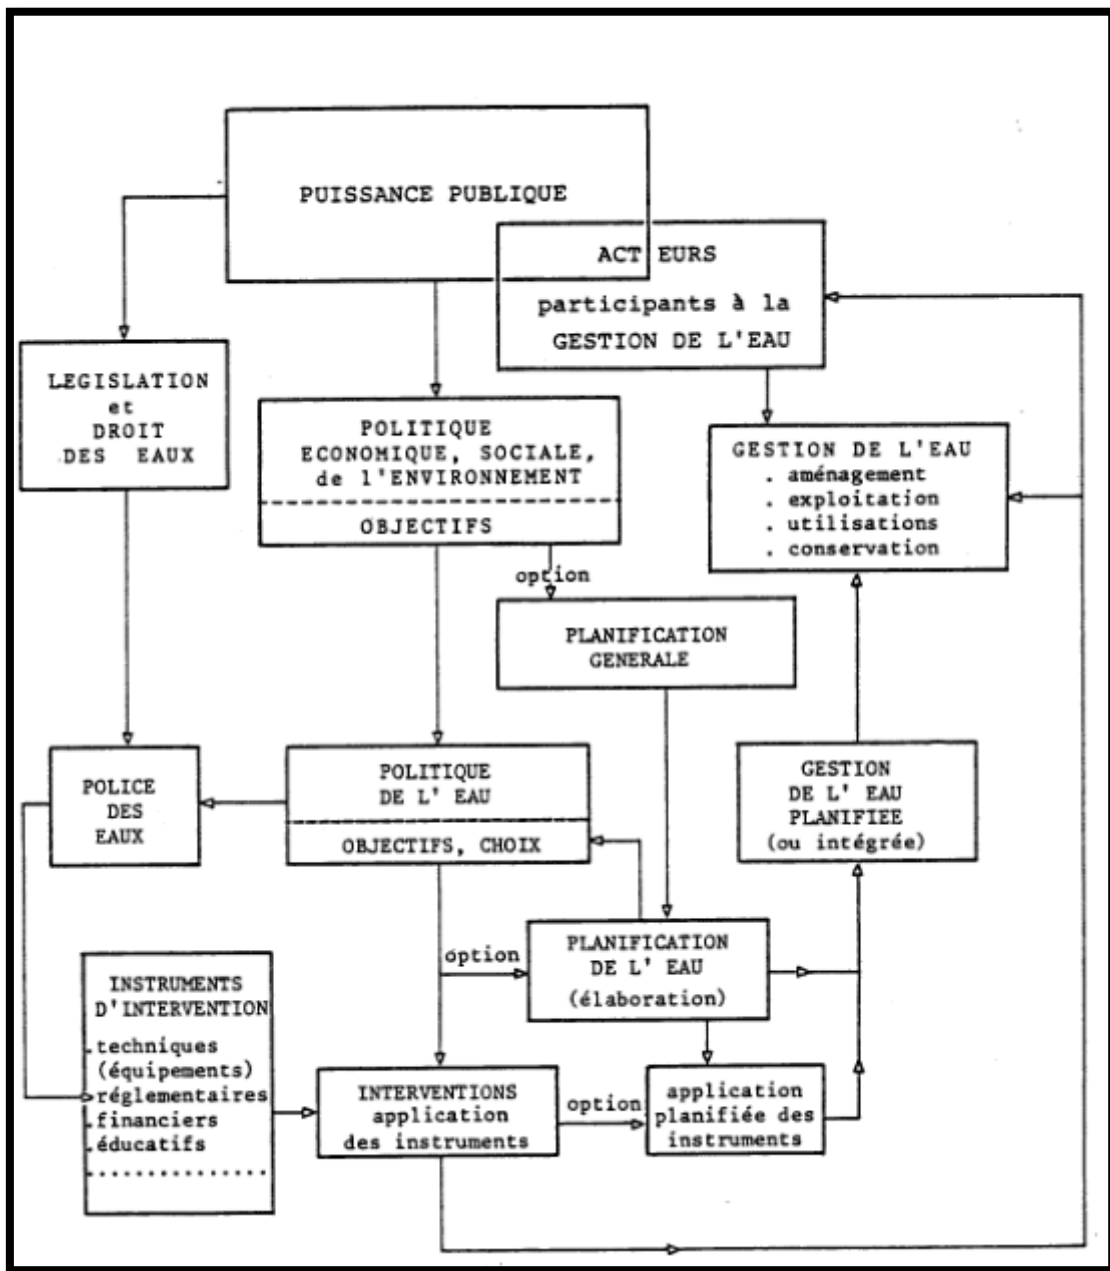 PUISSANCE PUBLIQUE
ACTEURS
participants à la
GESTION DE L'EAU
LÉGISLATION
et
DROIT
DES EAUX
POLITIQUE
ECONOMIQUE, SOCIALE,
de l'ENVIRONNEMENT
OBJECTIFS
GESTION DE L'EAU
. aménagement
. exploitation
. utilisations
. conservation
option
PLANIFICATION
GENERALE
POLICE
DES
EAUX
POLITIQUE
DE L' EAU
OBJECTIFS, CHOIX
GESTION
DE L' EAU
PLANIFIEE
(ou intégrée)
option
PLANIFICATION
DE L' EAU
(élaboration)
INSTRUMENTS
D'INTERVENTION
.techniques
(équipements)
réglementaires
.financiers
.éducatifs
................
INTERVENTIONS
application
des instruments
option
application
planifiée des
instruments